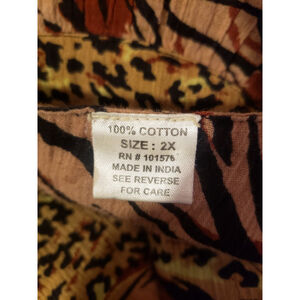 100% COTTON
SIZE : 2X
RN # 101576
MADE IN INDIA
SEE REVERSE
FOR CARE